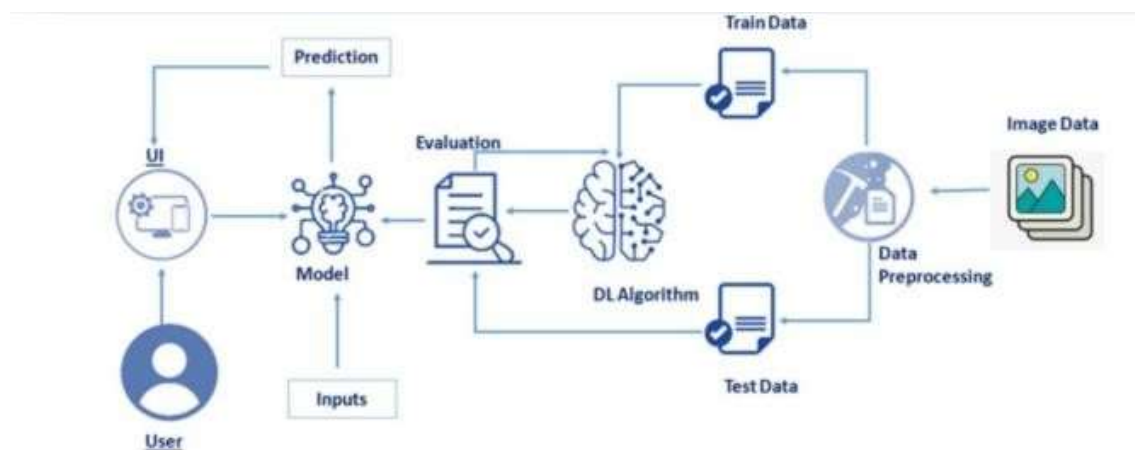 Train Data
Prediction
Image Data
Evaluation
UI
Data
Preprocessing
Model
DL Algorithm
Test Data
Inputs
User